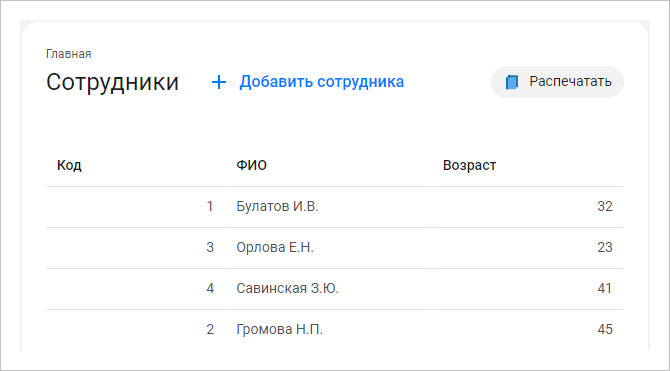 Главная
Сотрудники + Добавить сотрудника Распечатать
Код ФИО Возраст
1 Булатов И.В. 32
3 Орлова Е.Н. 23
4 Савинская З.Ю. 41
2 Громова Н.П. 45